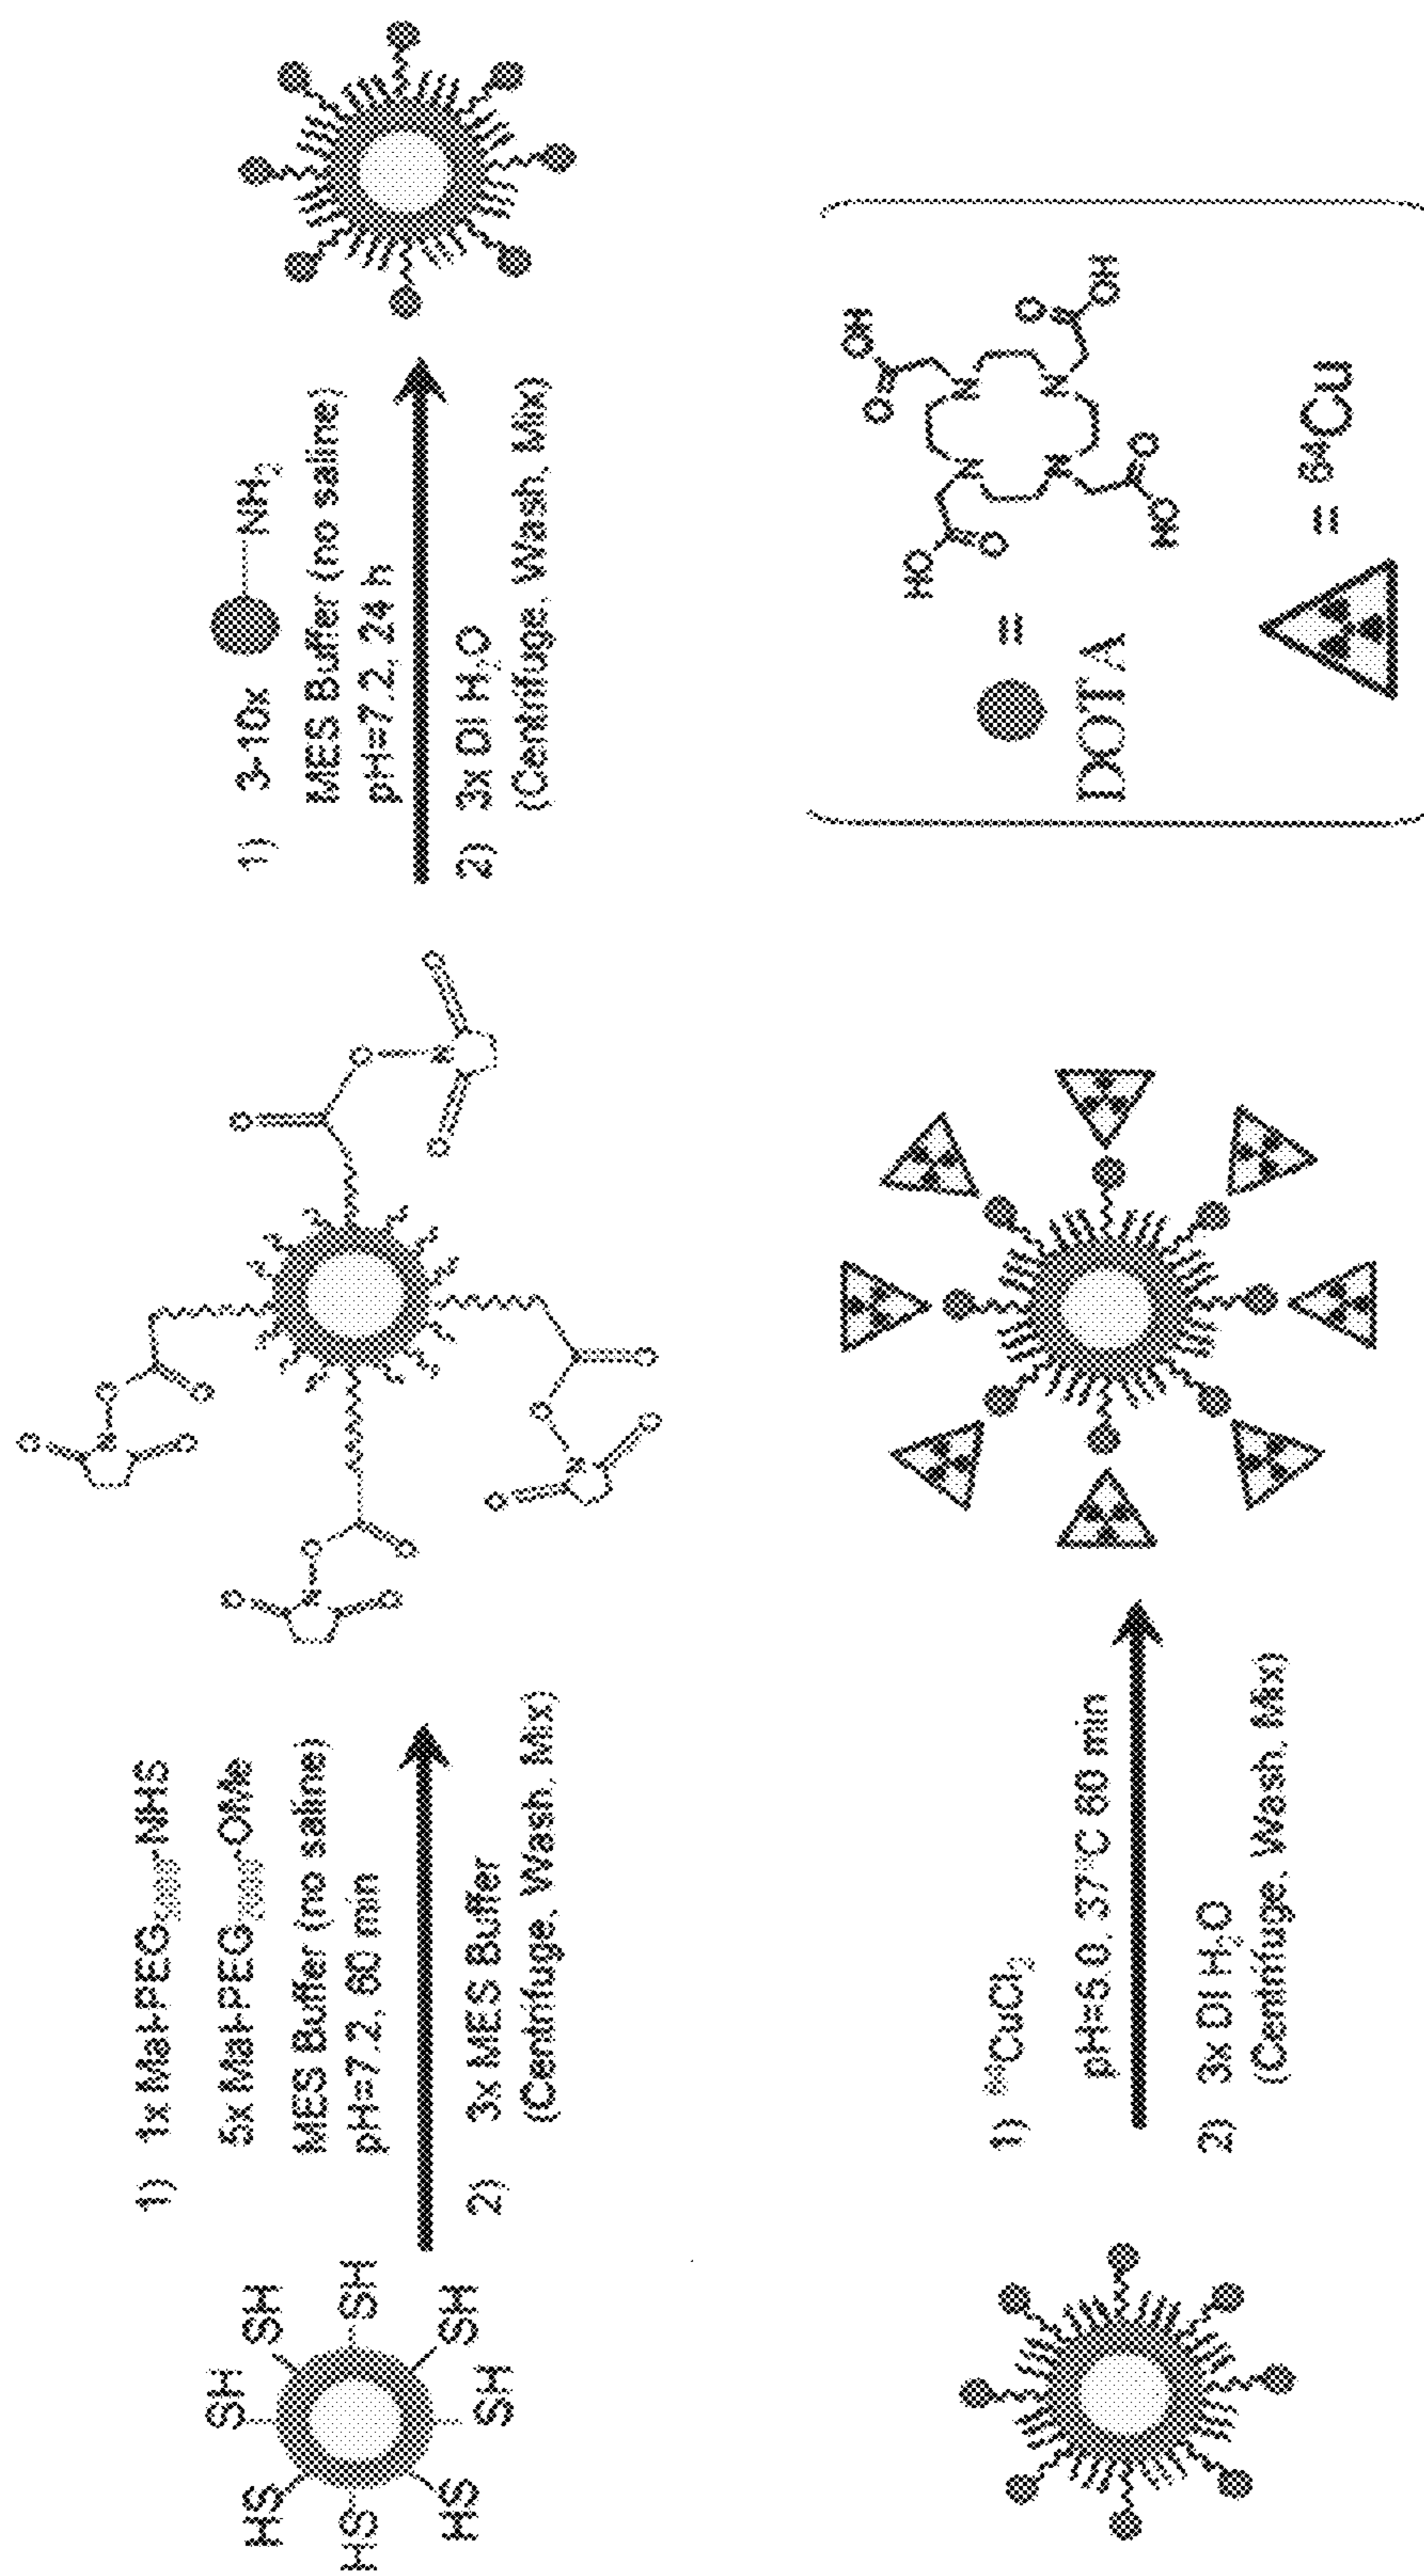 SH
SH
SH
SH
SH
HS
HS
HS
1) 1x Mal-PEG NHS
5x Mal-PEG OMe
MES Buffer (no saline)
pH=7.2, 60 min
2) 3x MES Buffer
(Centrifuge, Wash, Mix)
O
O
N
O
O
O
O
N
O
O
O
O
N
O
O
O
O
N
O
O
1) 3-10x NH2
MES Buffer (no saline)
pH=7.2, 24 h
2) 3x DI H2O
(Centrifuge, Wash, Mix)
1) 64CuCl2
pH=5.0, 37°C 60 min
2) 3x DI H2O
(Centrifuge, Wash, Mix)
=
DOTA
HO
O
OH
O
N
N
N
N
HO
O
O
OH
= 64Cu